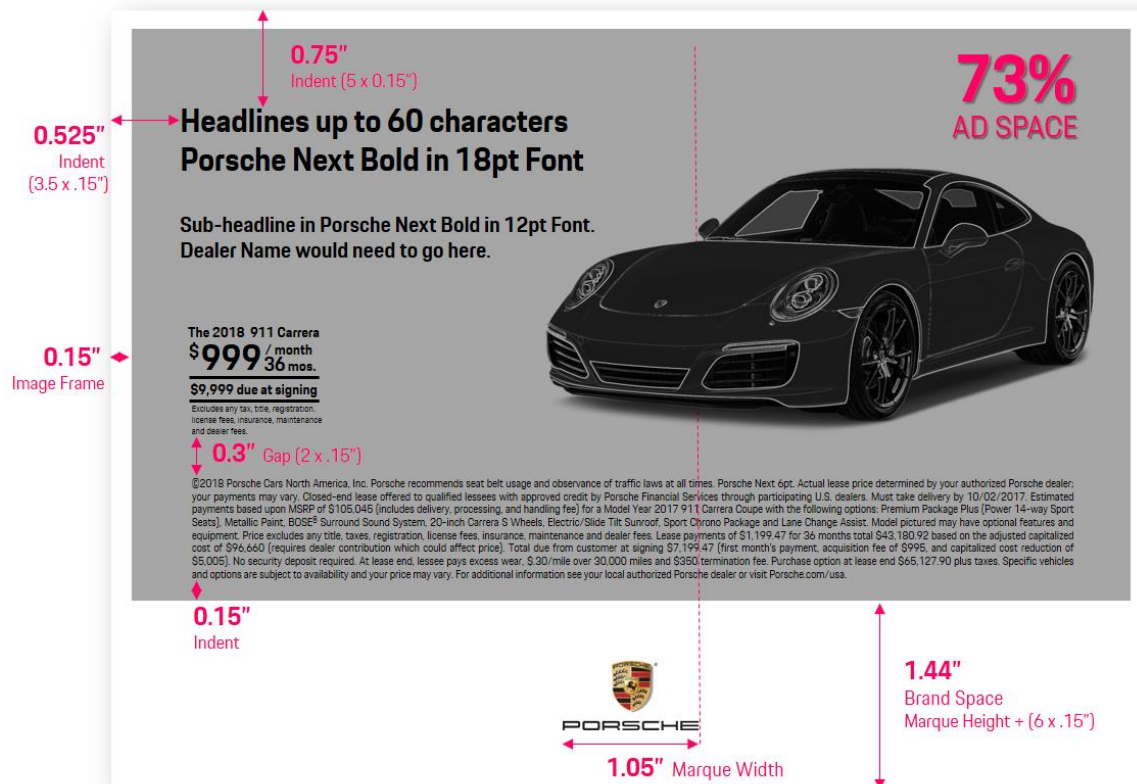 0.75"
Indent (5 x 0.15")
73%
AD SPACE
0.525"
Indent
(3.5 x .15")
Headlines up to 60 characters
Porsche Next Bold in 18pt Font
Sub-headline in Porsche Next Bold in 12pt Font.
Dealer Name would need to go here.
The 2018 911 Carrera
$999 / month
36 mos.
$9,999 due at signing
Excludes any tax, title, registration,
license fees, insurance, maintenance
and dealer fees.
0.15"
Image Frame
0.3" Gap (2 x .15")
©2018 Porsche Cars North America, Inc. Porsche recommends seat belt usage and observance of traffic laws at all times. Porsche Next 6pt. Actual lease price determined by your authorized Porsche dealer;
your payments may vary. Closed-end lease offered to qualified lessees with approved credit by Porsche Financial Services through participating U.S. dealers. Must take delivery by 10/02/2017. Estimated
payments based upon MSRP of $105,045 (includes delivery, processing, and handling fee) for a Model Year 2017 911 Carrera Coupe with the following options: Premium Package Plus (Power 14-way Sport
Seats), Metallic Paint, BOSE® Surround Sound System, 20-inch Carrera S Wheels, Electric/Slide Tilt Sunroof, Sport Chrono Package and Lane Change Assist. Model pictured may have optional features and
equipment. Price excludes any title, taxes, registration, license fees, insurance, maintenance and dealer fees. Lease payments of $1,199.47 for 36 months total $43,180.92 based on the adjusted capitalized
cost of $96,660 (requires dealer contribution which could affect price). Total due from customer at signing $7,199.47 (first month's payment, acquisition fee of $995, and capitalized cost reduction of
$5,005). No security deposit required. At lease end, lessee pays excess wear, $.30/mile over 30,000 miles and $350 termination fee. Purchase option at lease end $65,127.90 plus taxes. Specific vehicles
and options are subject to availability and your price may vary. For additional information see your local authorized Porsche dealer or visit Porsche.com/usa.
0.15"
Indent
PORSCHE
PORSCHE
1.05" Marque Width
1.44"
Brand Space
Marque Height + (6 x .15")